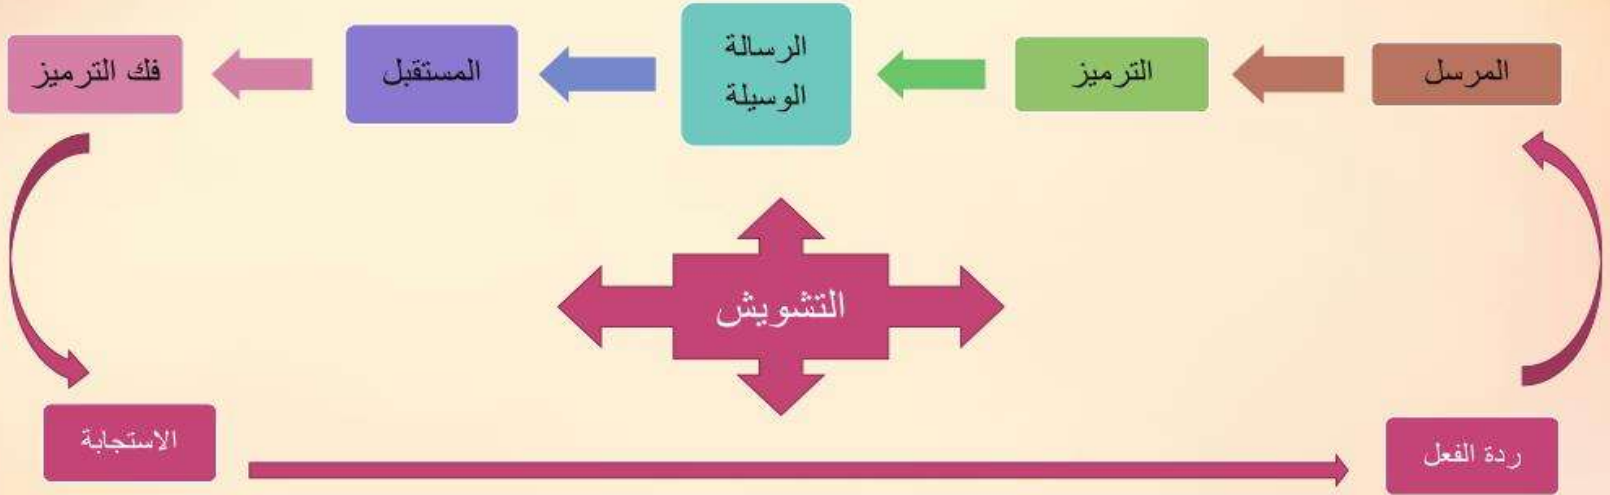 المرسل
الترميز
الرسالة
الوسيلة
المستقبل
فك الترميز
التشويش
الاستجابة
ردة الفعل